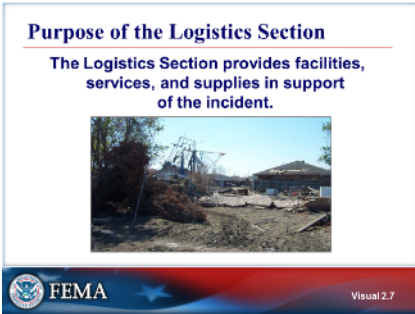 Purpose of the Logistics Section
The Logistics Section provides facilities,
services, and supplies in support
of the incident.
FEMA
Visual 2.7